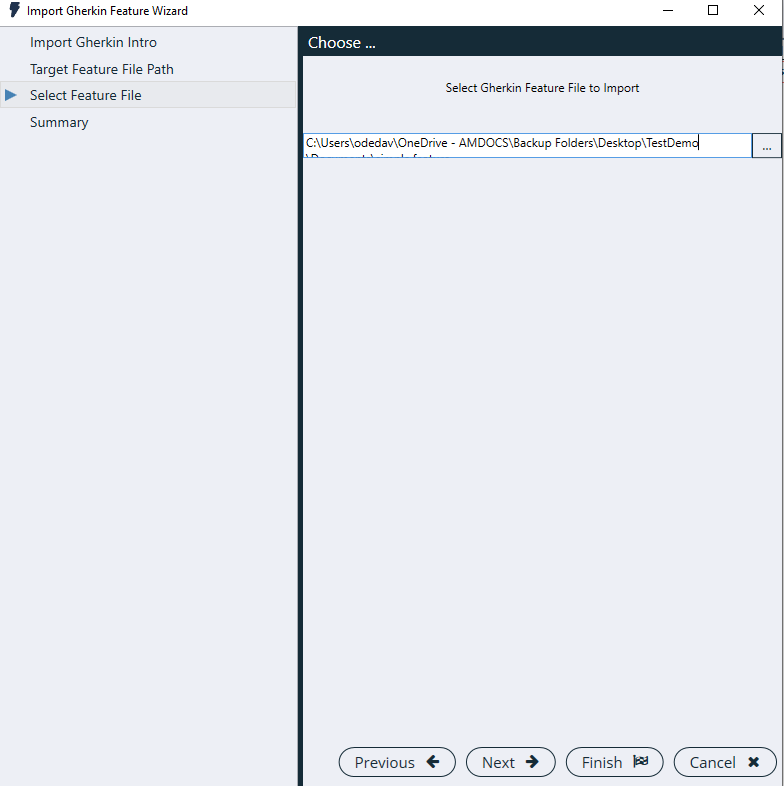 Import Gherkin Feature Wizard
Import Gherkin Intro
Target Feature File Path
Select Feature File
Summary
Choose ...
Select Gherkin Feature File to Import
C:\Users\odedav\OneDrive - AMDOCS\Backup Folders\Desktop\TestDemo
...
Previous
Next
Finish
Cancel